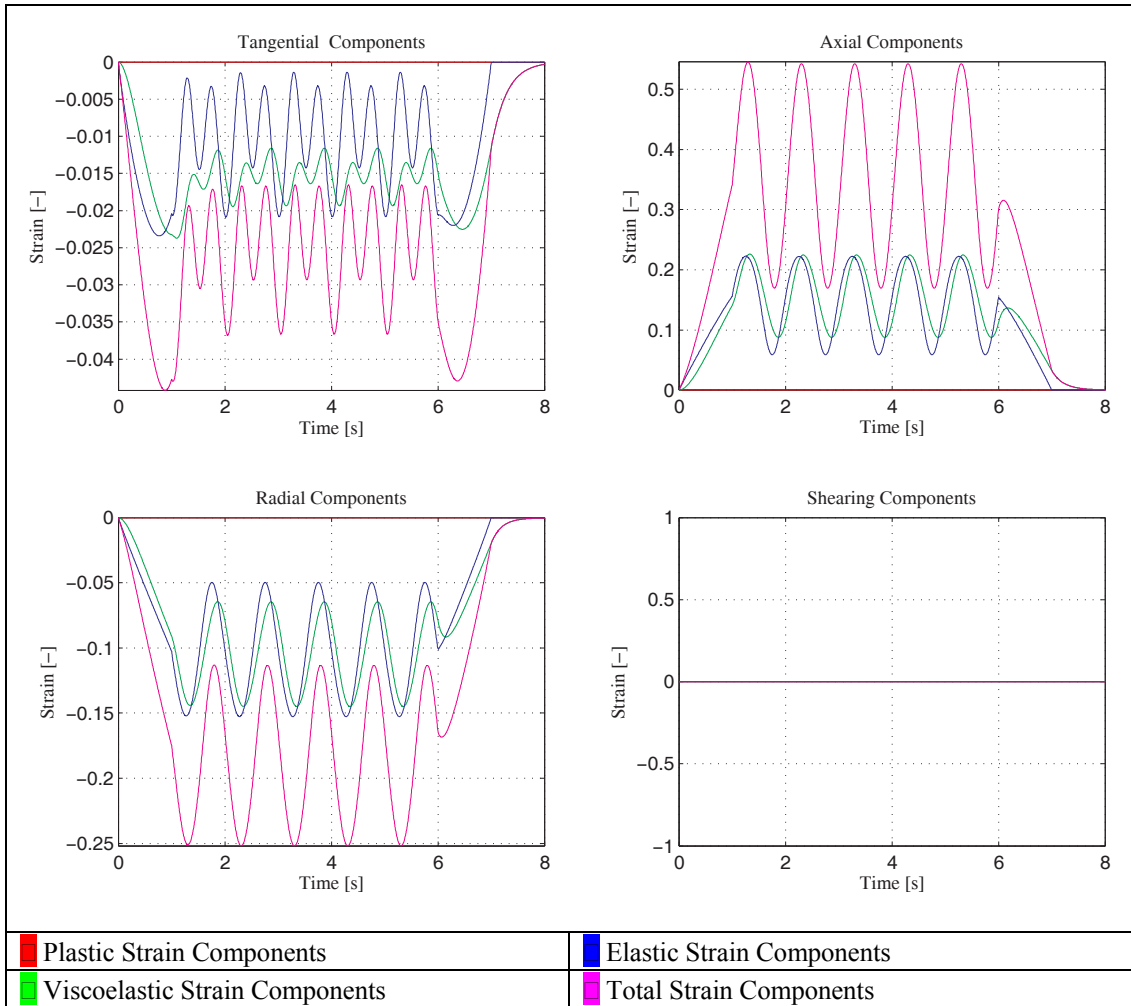 Tangential Components
0
−0.005
−0.01
−0.015
−0.02
−0.025
−0.03
−0.035
−0.04
Strain [−]
0 2 4 6 8
Time [s]
Axial Components
0.5
0.4
0.3
0.2
0.1
0
Strain [−]
0 2 4 6 8
Time [s]
Radial Components
0
−0.05
−0.1
−0.15
−0.2
−0.25
Strain [−]
0 2 4 6 8
Time [s]
Shearing Components
1
0.5
0
−0.5
−1
Strain [−]
0 2 4 6 8
Time [s]
Plastic Strain Components
Elastic Strain Components
Viscoelastic Strain Components
Total Strain Components